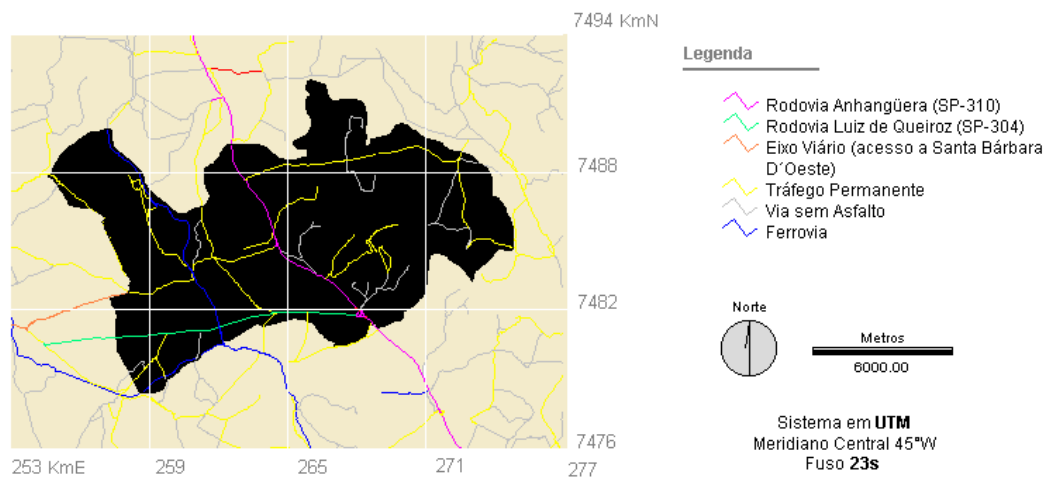 7494 KmN
Legenda
Rodovia Anhangüera (SP-310)
Rodovia Luiz de Queiroz (SP-304)
Eixo Viário (acesso a Santa Bárbara
D´Oeste)
Tráfego Permanente
Via sem Asfalto
Ferrovia
7488
7482
Norte
Metros
6000.00
Sistema em UTM
Meridiano Central 45°W
Fuso 23s
7476
253 KmE
259
265
271
277